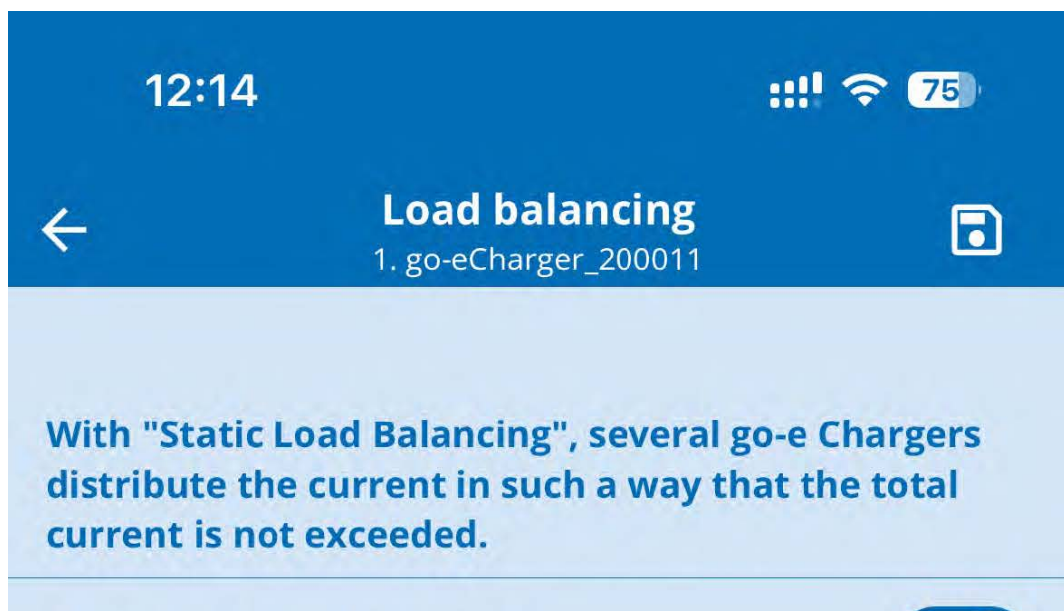 12:14
75
Load balancing
1. go-eCharger_200011
With "Static Load Balancing", several go-e Chargers
distribute the current in such a way that the total
current is not exceeded.